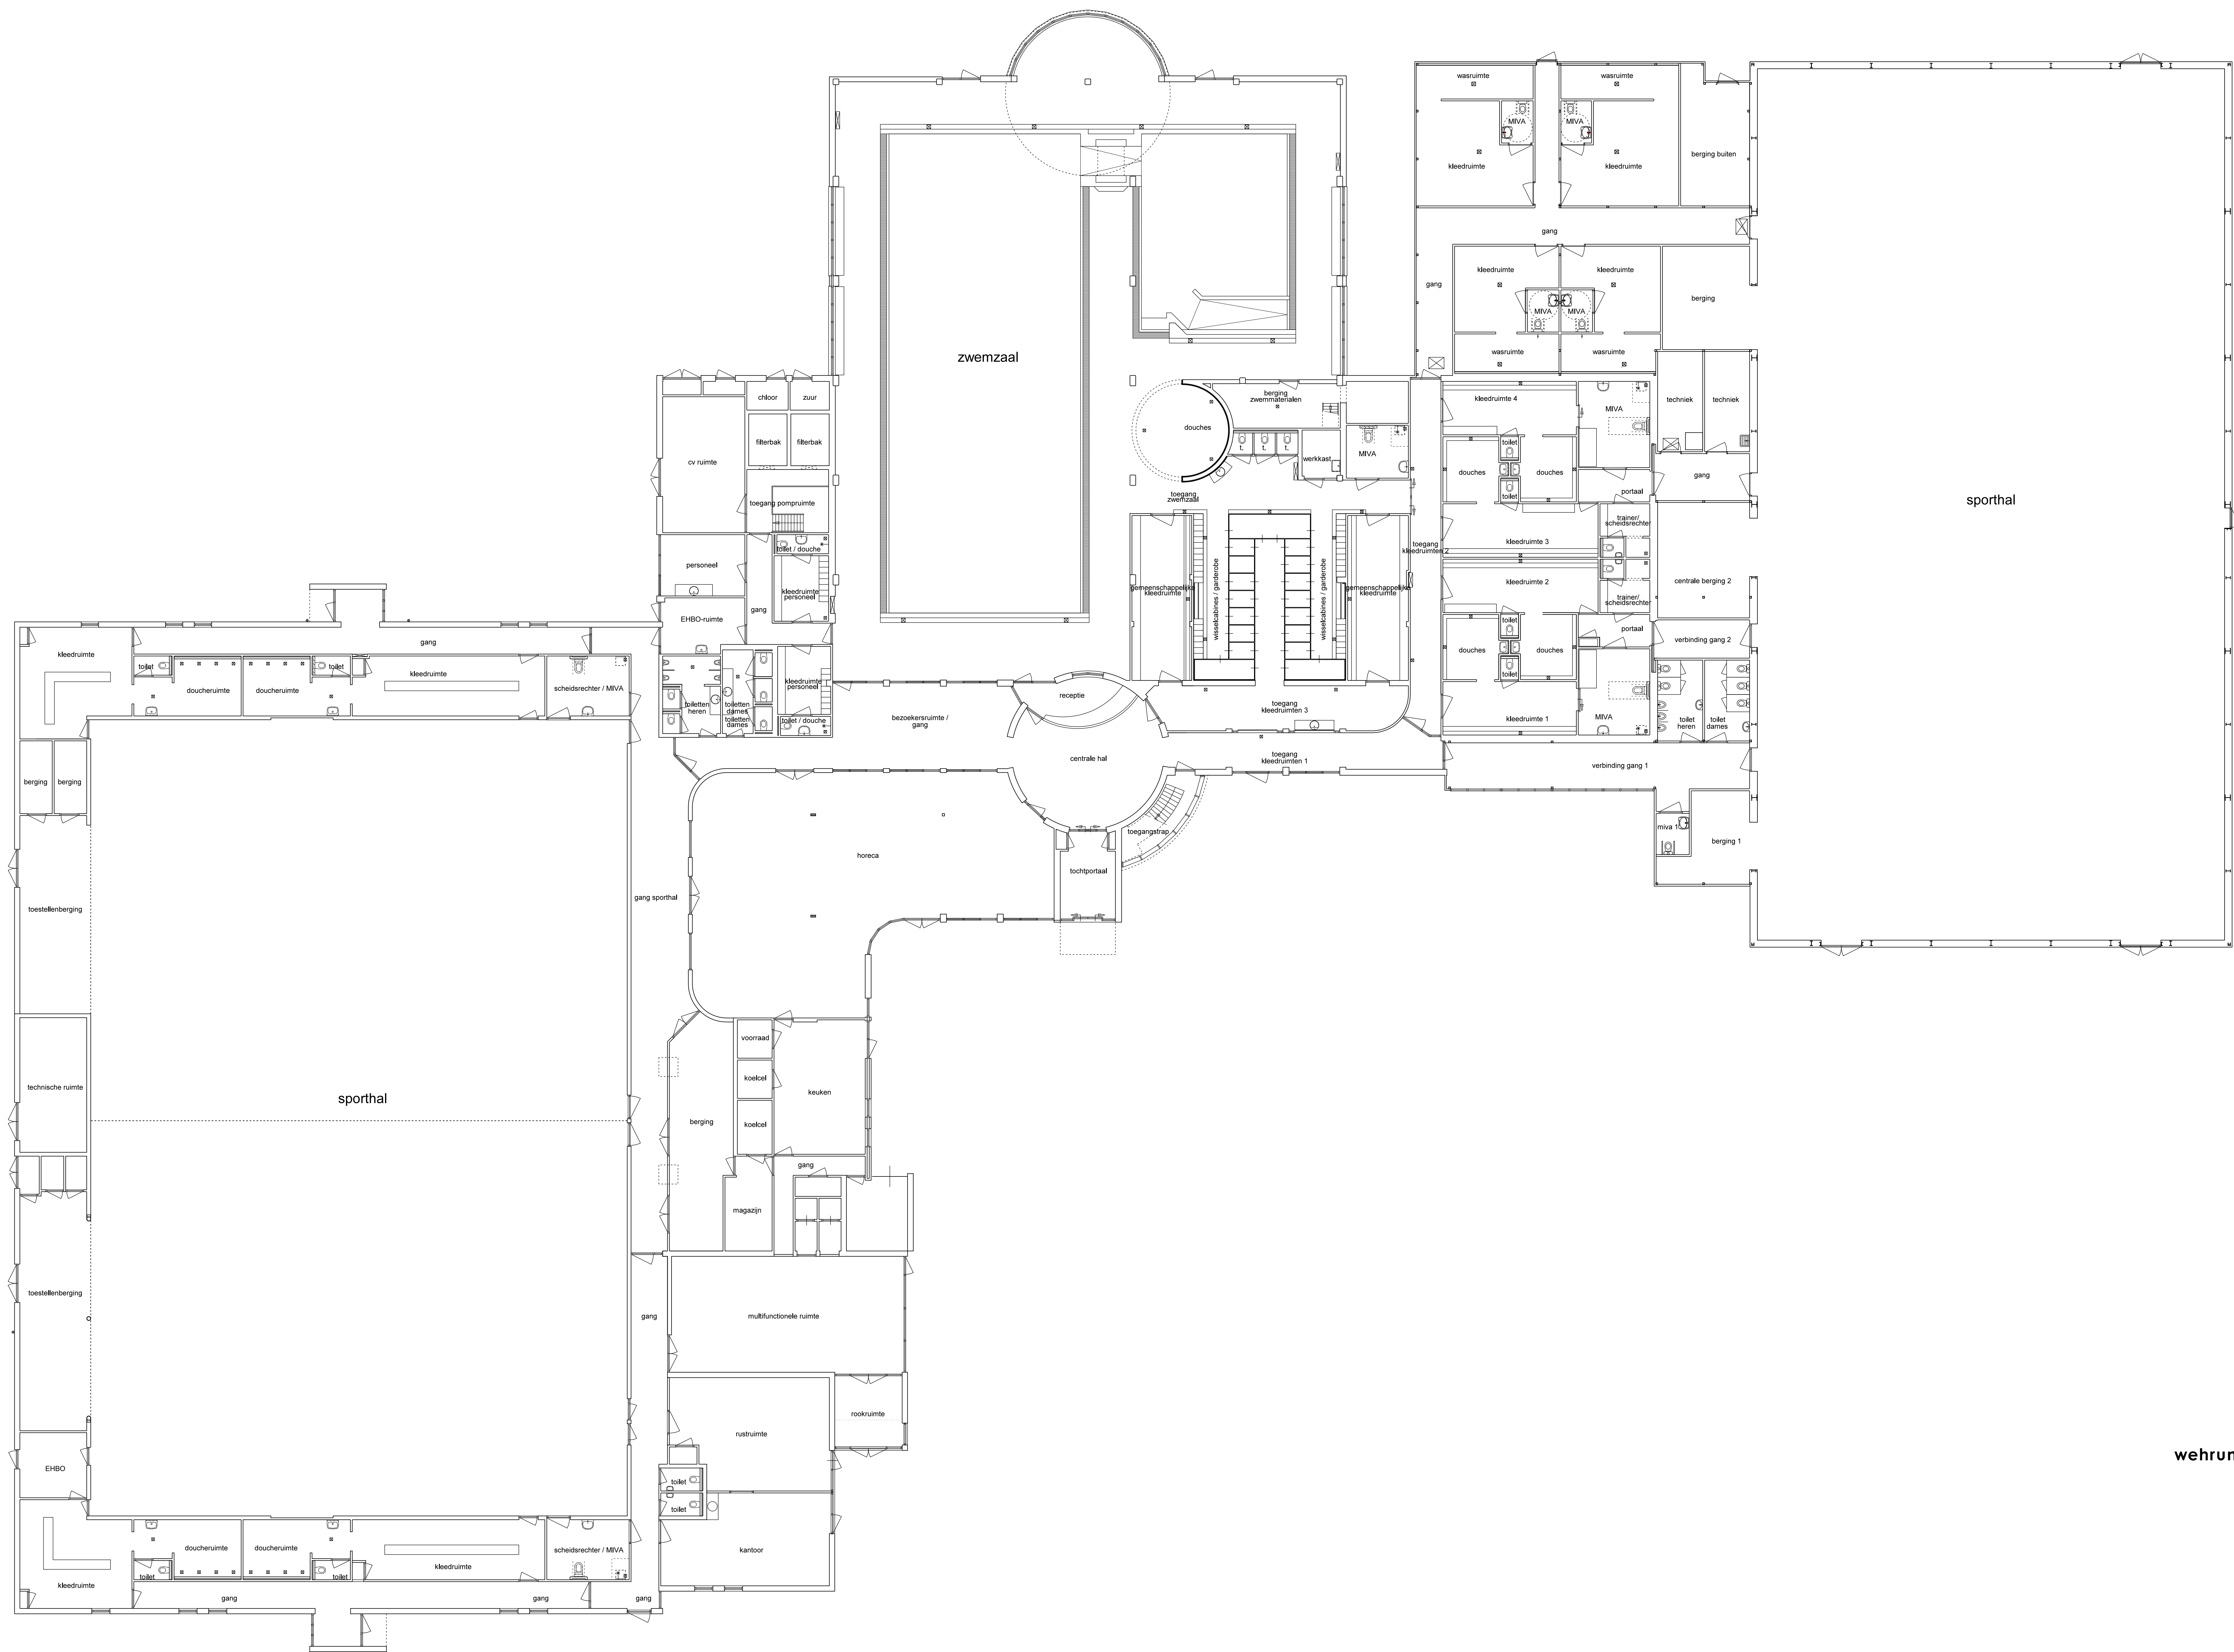 wasruimte
wasruimte
MIVA
MIVA
kleedruimte
kleedruimte
berging buiten
gang
kleedruimte
kleedruimte
gang
berging
MIVA
MIVA
wasruimte
wasruimte
zwemzaal
sporthal
chloor
zuur
filterbak
filterbak
cv ruimte
toegang pompruimte
toilet / douche
personeel
kleedruimte
personeel
gang
EHBO-ruimte
kleedruimte
personeel
toiletten
heren
toiletten
dames
toiletten
dames
toilet / douche
berging
zwemmaterialen
douches
t.
t.
t.
werkkast
MIVA
toegang
zwemzaal
gemeenschappelijke
kleedruimte
wisselcabines / garderobe
wisselcabines / garderobe
gemeenschappelijke
kleedruimte
toegang
kleedruimten 2
kleedruimte 4
MIVA
techniek
techniek
toilet
douches
douches
toilet
portaal
gang
trainer/
scheidsrechter
kleedruimte 3
kleedruimte 2
trainer/
scheidsrechter
centrale berging 2
toilet
portaal
verbinding gang 2
douches
douches
toilet
kleedruimte 1
MIVA
toilet
heren
toilet
dames
verbinding gang 1
miva 1
berging 1
receptie
bezoekersruimte /
gang
toegang
kleedruimten 3
centrale hal
toegang
kleedruimten 1
toegangstrap
tochtportaal
horeca
gang sporthal
gang
kleedruimte
toilet
toilet
kleedruimte
doucheruimte
doucheruimte
scheidsrechter / MIVA
berging
berging
toestellenberging
technische ruimte
sporthal
toestellenberging
EHBO
voorraad
koelcel
keuken
koelcel
berging
gang
magazijn
multifunctionele ruimte
gang
rookruimte
rustruimte
toilet
toilet
kantoor
doucheruimte
doucheruimte
scheidsrechter / MIVA
kleedruimte
toilet
toilet
kleedruimte
gang
gang
gang
wehrun